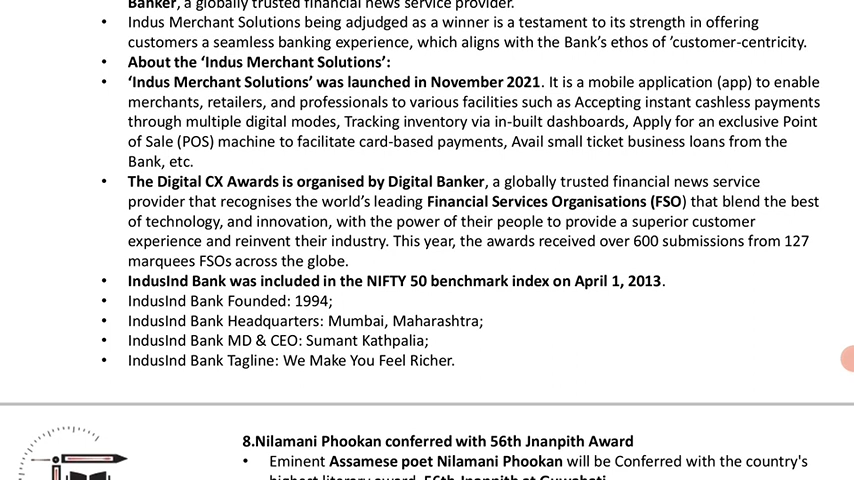 Banker, a globally trusted financial news service provider.
• Indus Merchant Solutions being adjudged as a winner is a testament to its strength in offering
customers a seamless banking experience, which aligns with the Bank’s ethos of ’customer-centricity.
• About the ‘Indus Merchant Solutions’:
• ‘Indus Merchant Solutions’ was launched in November 2021. It is a mobile application (app) to enable
merchants, retailers, and professionals to various facilities such as Accepting instant cashless payments
through multiple digital modes, Tracking inventory via in-built dashboards, Apply for an exclusive Point
of Sale (POS) machine to facilitate card-based payments, Avail small ticket business loans from the
Bank, etc.
• The Digital CX Awards is organised by Digital Banker, a globally trusted financial news service
provider that recognises the world’s leading Financial Services Organisations (FSO) that blend the best
of technology, and innovation, with the power of their people to provide a superior customer
experience and reinvent their industry. This year, the awards received over 600 submissions from 127
marquees FSOs across the globe.
• IndusInd Bank was included in the NIFTY 50 benchmark index on April 1, 2013.
• IndusInd Bank Founded: 1994;
• IndusInd Bank Headquarters: Mumbai, Maharashtra;
• IndusInd Bank MD & CEO: Sumant Kathpalia;
• IndusInd Bank Tagline: We Make You Feel Richer.
8.Nilamani Phookan conferred with 56th Jnanpith Award
• Eminent Assamese poet Nilamani Phookan will be Conferred with the country's
highest literary award, 56th Jnanpith at Guwahati